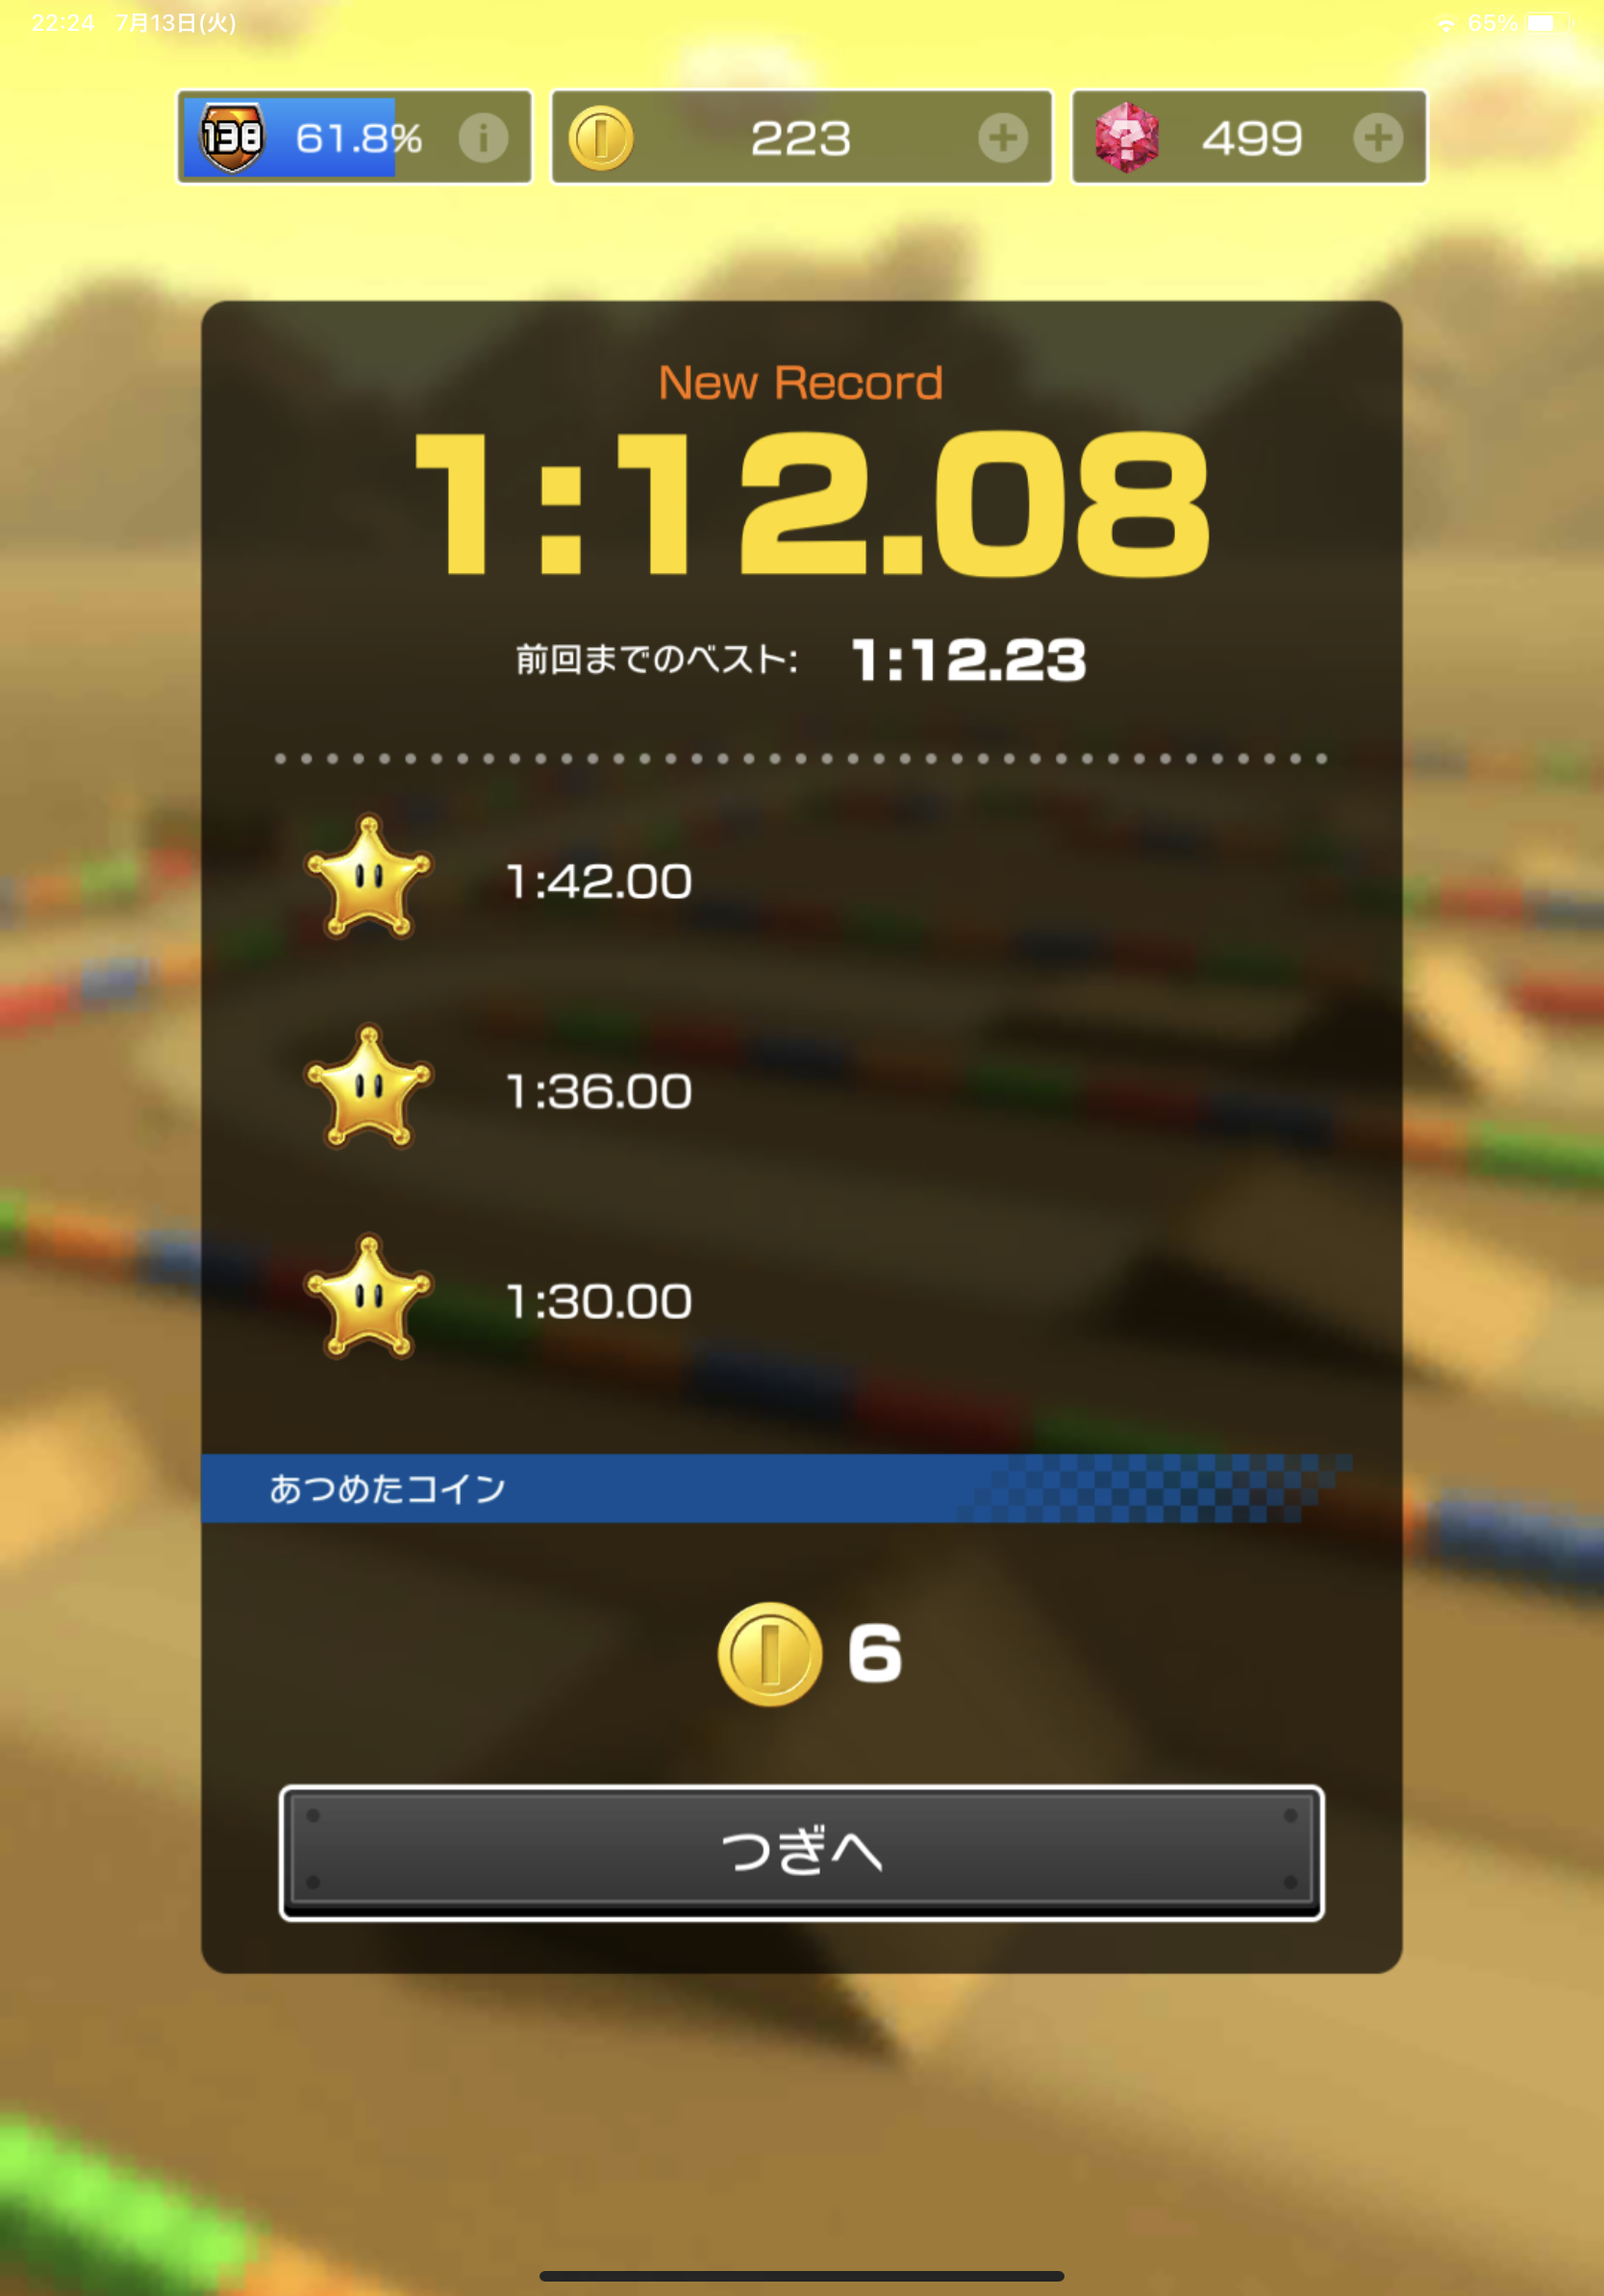 22:24 7月13日(火) 65%
138 61.8% i 223 + ? 499 +
New Record
1:12.08
前回までのベスト: 1:12.23
1:42.00
1:36.00
1:30.00
あつめたコイン
6
つぎへ